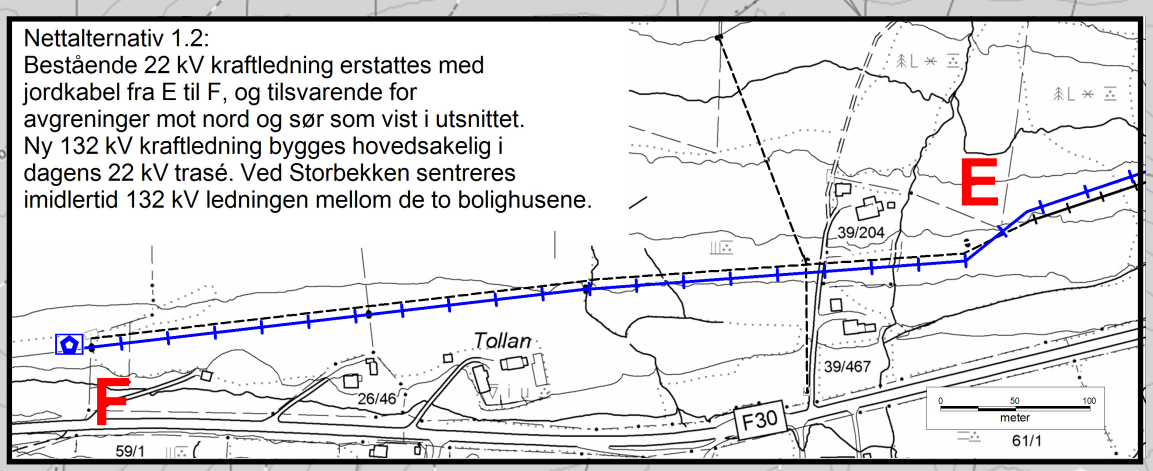 Nettalternativ 1.2:
Bestående 22 kV kraftledning erstattes med
jordkabel fra E til F, og tilsvarende for
avgreninger mot nord og sør som vist i utsnittet.
Ny 132 kV kraftledning bygges hovedsakelig i
dagens 22 kV trasé. Ved Storbekken sentreres
imidlertid 132 kV ledningen mellom de to bolighusene.
L
L
E
39/204
Tollan
39/467
F
26/46
F30
0 50 100
meter
59/1
61/1